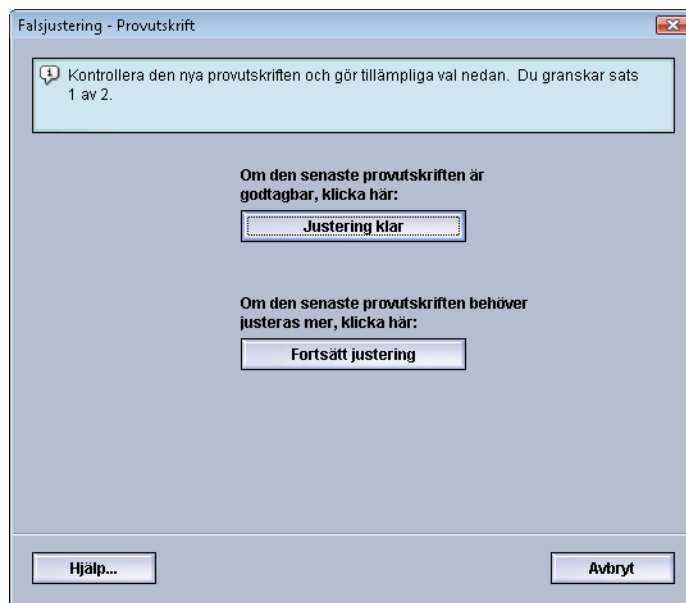 Falsjustering - Provutskrift
Kontrollera den nya provutskriften och gör tillämpliga val nedan. Du granskar sats
1 av 2.
Om den senaste provutskriften är
godtagbar, klicka här:
Justering klar
Om den senaste provutskriften behöver
justeras mer, klicka här:
Fortsätt justering
Hjälp...
Avbryt